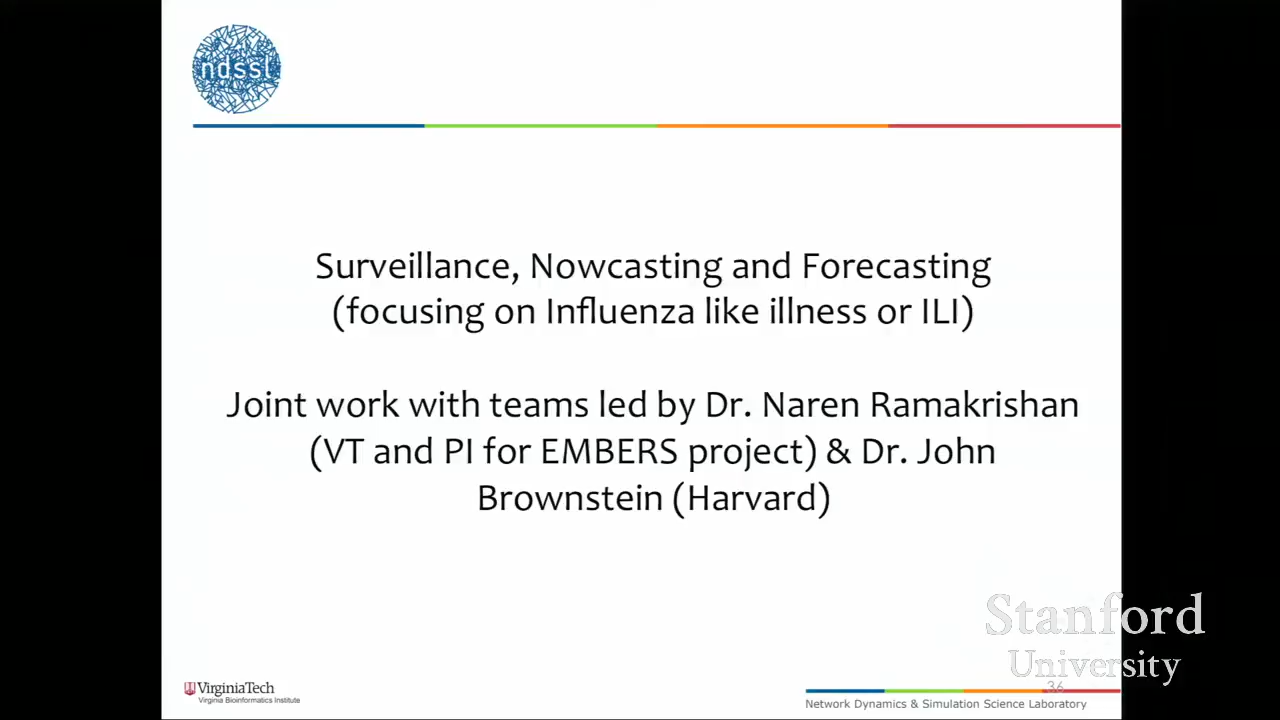 ndssl
Surveillance, Nowcasting and Forecasting
(focusing on Influenza like illness or ILI)
Joint work with teams led by Dr. Naren Ramakrishan
(VT and PI for EMBERS project) & Dr. John
Brownstein (Harvard)
Stanford
University
VirginiaTech
Virginia Bioinformatics Institute
36
Network Dynamics & Simulation Science Laboratory